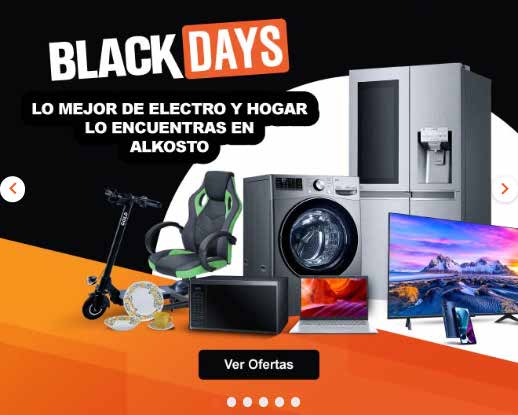 BLACK DAYS
LO MEJOR DE ELECTRO Y HOGAR
LO ENCUENTRAS EN
ALKOSTO
Ver Ofertas